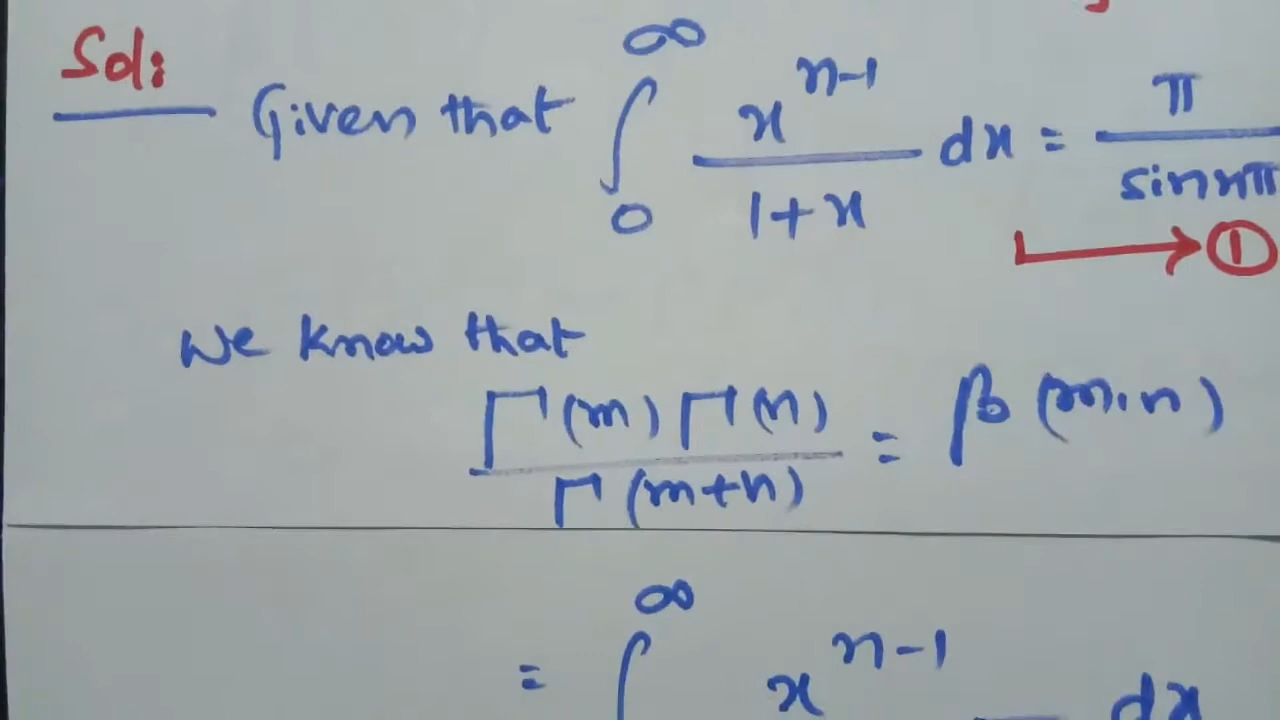 Sol:
Given that ∫₀^∞ x^(n-1) / (1+x) dx = π / sin nπ
→ ①
We know that
Γ(m) Γ(n) / Γ(m+n) = β(m,n)
= ∫^∞ x^(n-1) dx